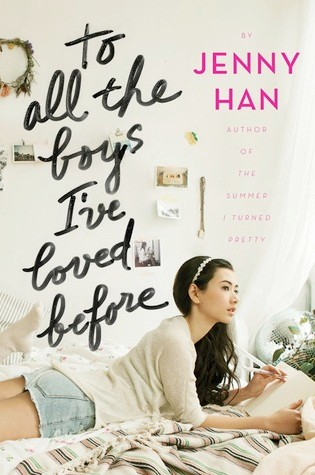 to
all the
boys
I've
loved
before
BY
JENNY
HAN
AUTHOR
OF
THE
SUMMER
I TURNED
PRETTY